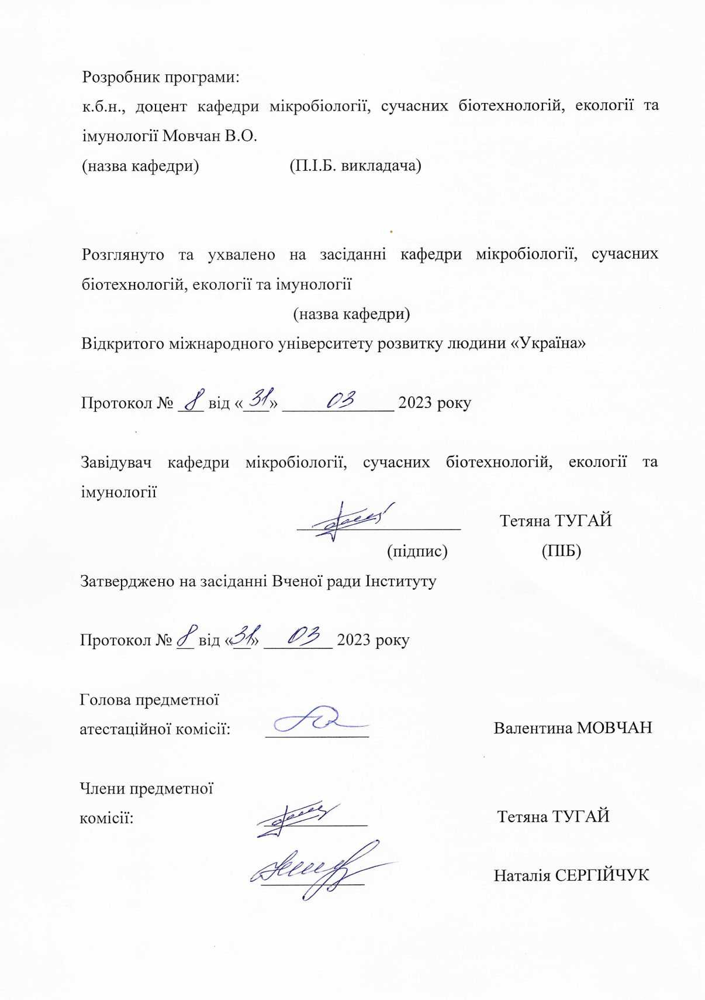 Розробник програми:
к.б.н., доцент кафедри мікробіології, сучасних біотехнологій, екології та
імунології Мовчан В.О.
(назва кафедри) (П.І.Б. викладача)
Розглянуто та ухвалено на засіданні кафедри мікробіології, сучасних
біотехнологій, екології та імунології
(назва кафедри)
Відкритого міжнародного університету розвитку людини «Україна»
Протокол № 8 від «31» 03 2023 року
Завідувач кафедри мікробіології, сучасних біотехнологій, екології та
імунології
Тетяна ТУГАЙ
(підпис) (ПІБ)
Затверджено на засіданні Вченої ради Інституту
Протокол № 8 від «31» 03 2023 року
Голова предметної
атестаційної комісії: Валентина МОВЧАН
Члени предметної
комісії: Тетяна ТУГАЙ
Наталія СЕРГІЙЧУК